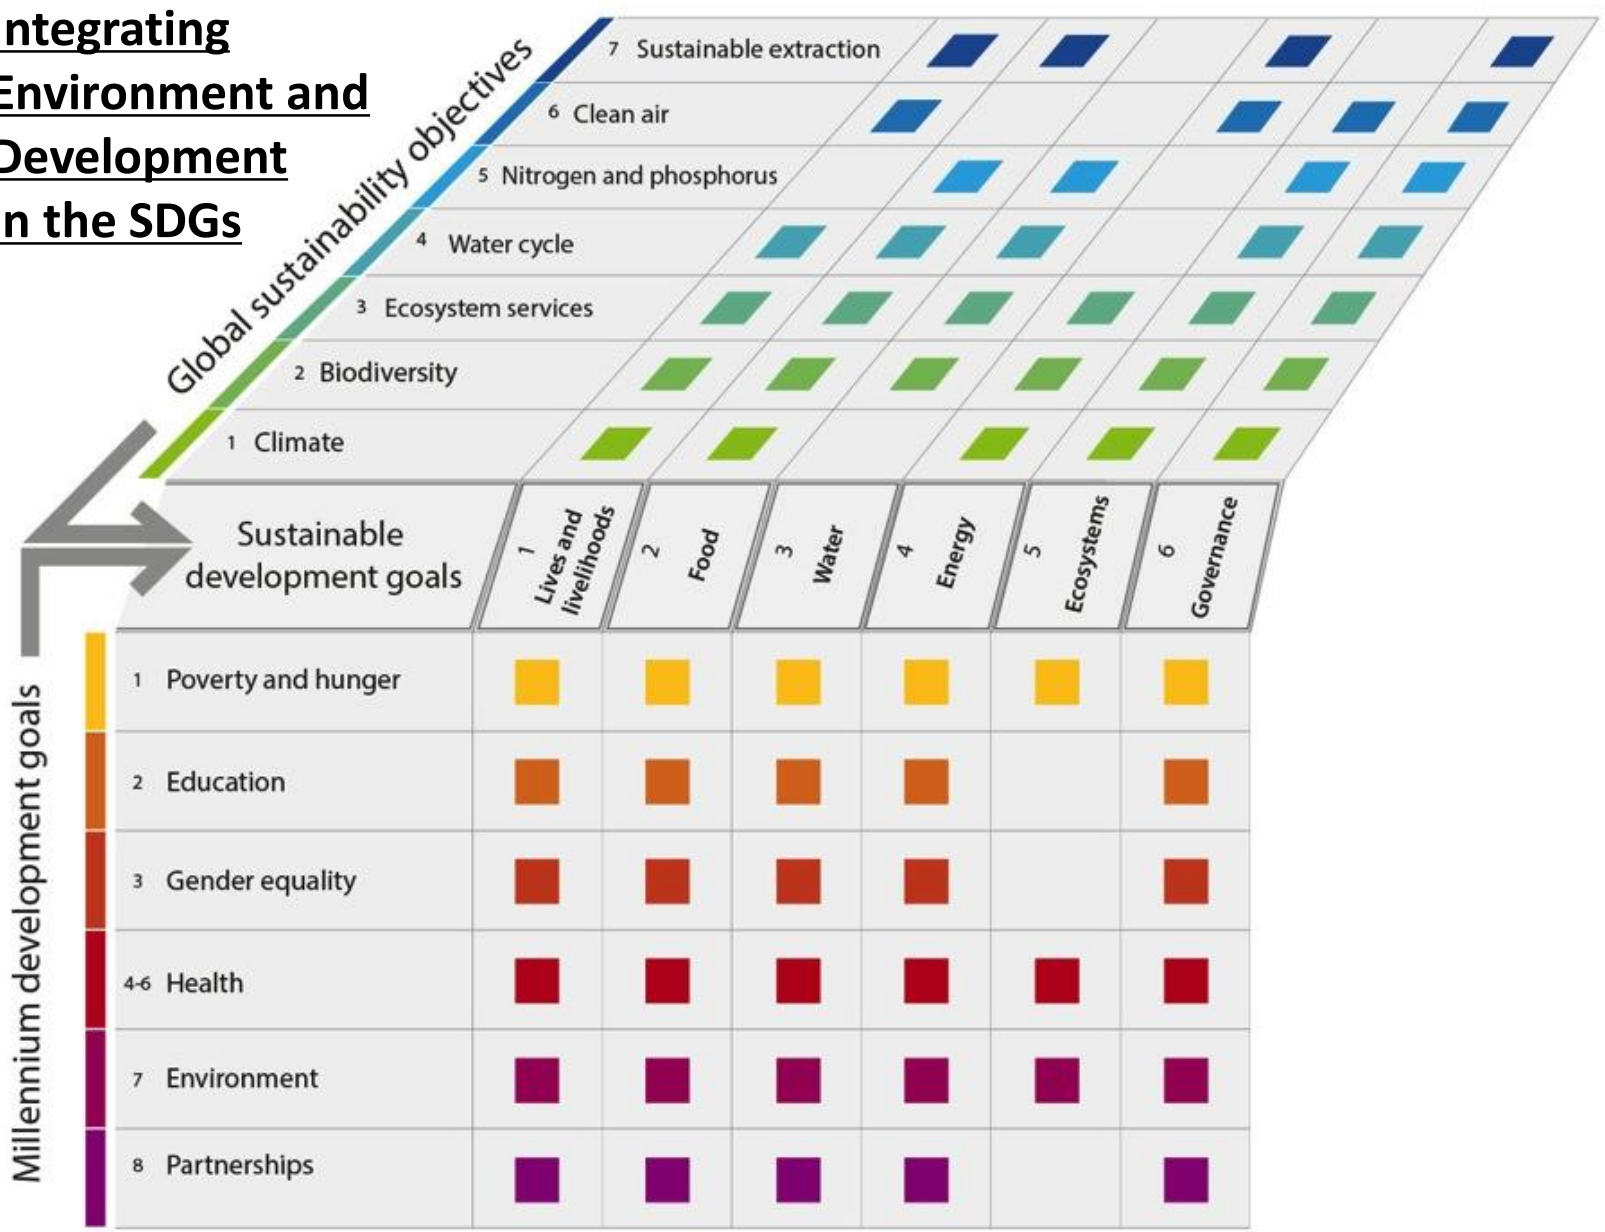 ntegrating
Environment and
Development
n the SDGs
Global sustainability objectives
7 Sustainable extraction
6 Clean air
5 Nitrogen and phosphorus
4 Water cycle
3 Ecosystem services
2 Biodiversity
1 Climate
Sustainable
development goals
1 Lives and
livelihoods
2 Food
3 Water
4 Energy
5 Ecosystems
6 Governance
Millennium development goals
1 Poverty and hunger
2 Education
3 Gender equality
4-6 Health
7 Environment
8 Partnerships